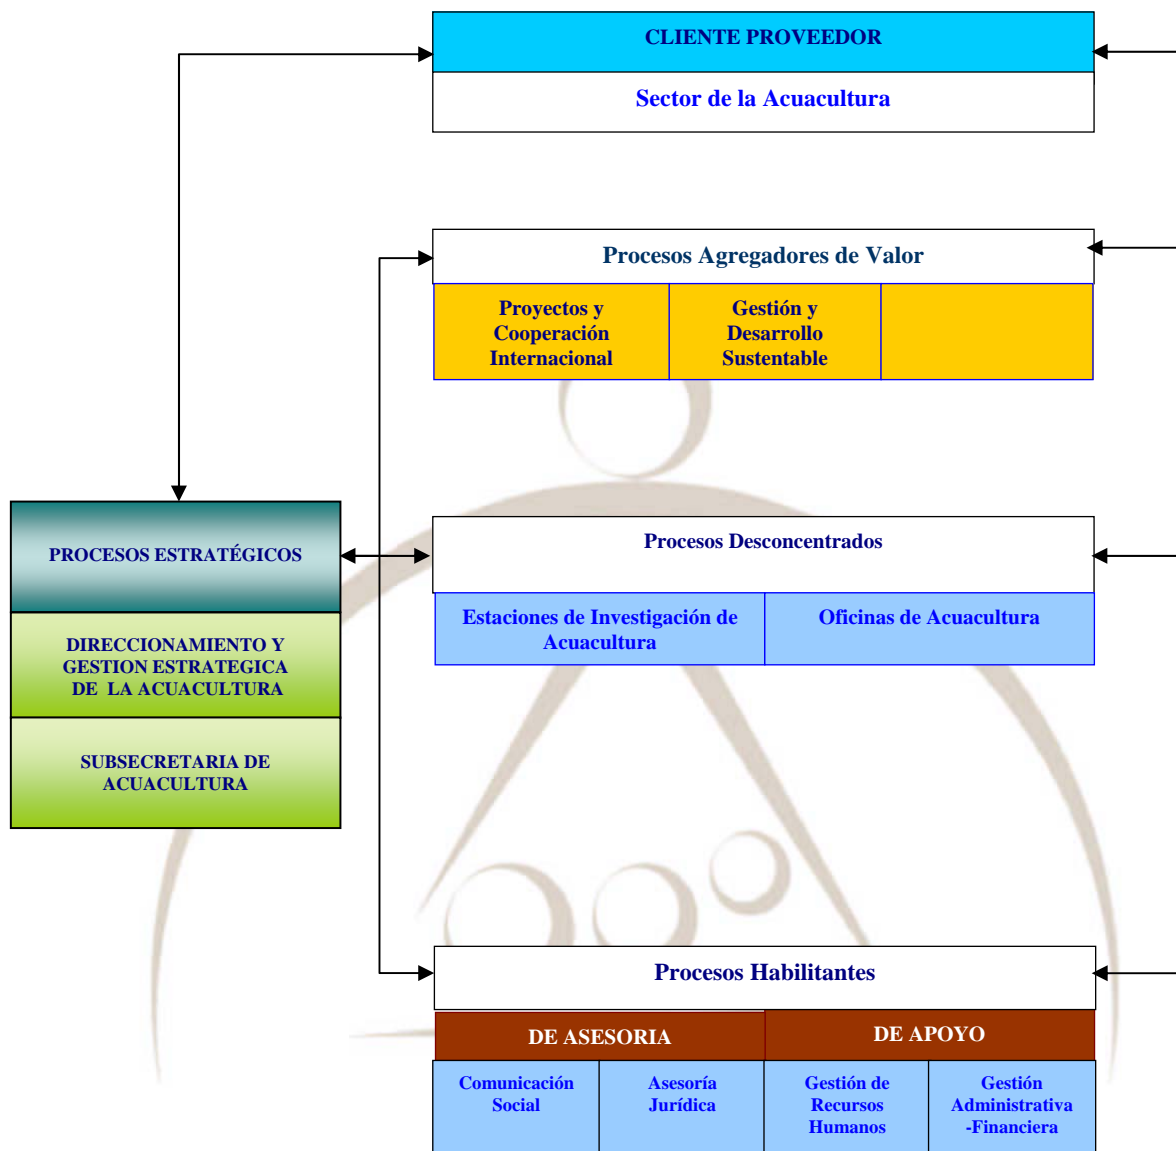 CLIENTE PROVEEDOR
Sector de la Acuacultura
Procesos Agregadores de Valor
Proyectos y
Cooperación
Internacional
Gestión y
Desarrollo
Sustentable
PROCESOS ESTRATÉGICOS
DIRECCIONAMIENTO Y
GESTION ESTRATEGICA
DE LA ACUACULTURA
SUBSECRETARIA DE
ACUACULTURA
Procesos Desconcentrados
Estaciones de Investigación de
Acuacultura
Oficinas de Acuacultura
Procesos Habilitantes
DE ASESORIA
DE APOYO
Comunicación
Social
Asesoría
Jurídica
Gestión de
Recursos
Humanos
Gestión
Administrativa
-Financiera